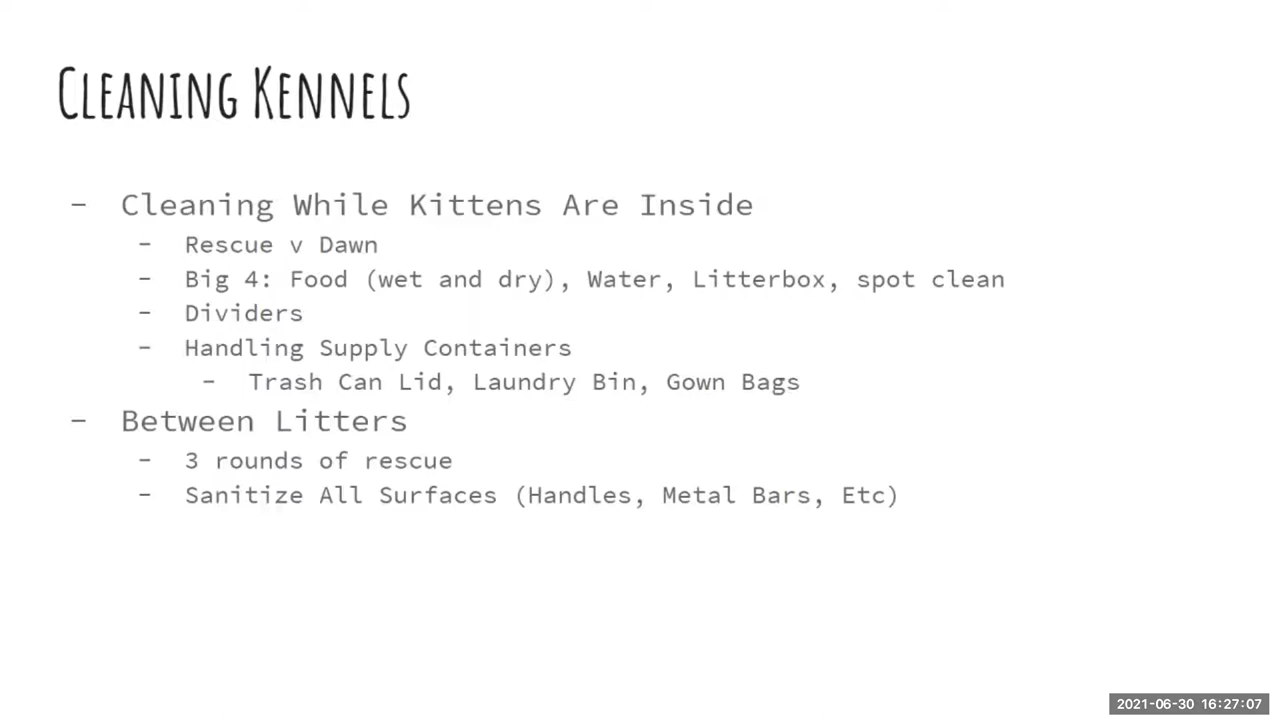 Cleaning Kennels
- Cleaning While Kittens Are Inside
- Rescue v Dawn
- Big 4: Food (wet and dry), Water, Litterbox, spot clean
- Dividers
- Handling Supply Containers
- Trash Can Lid, Laundry Bin, Gown Bags
- Between Litters
- 3 rounds of rescue
- Sanitize All Surfaces (Handles, Metal Bars, Etc)
2021-06-30 16:27:07